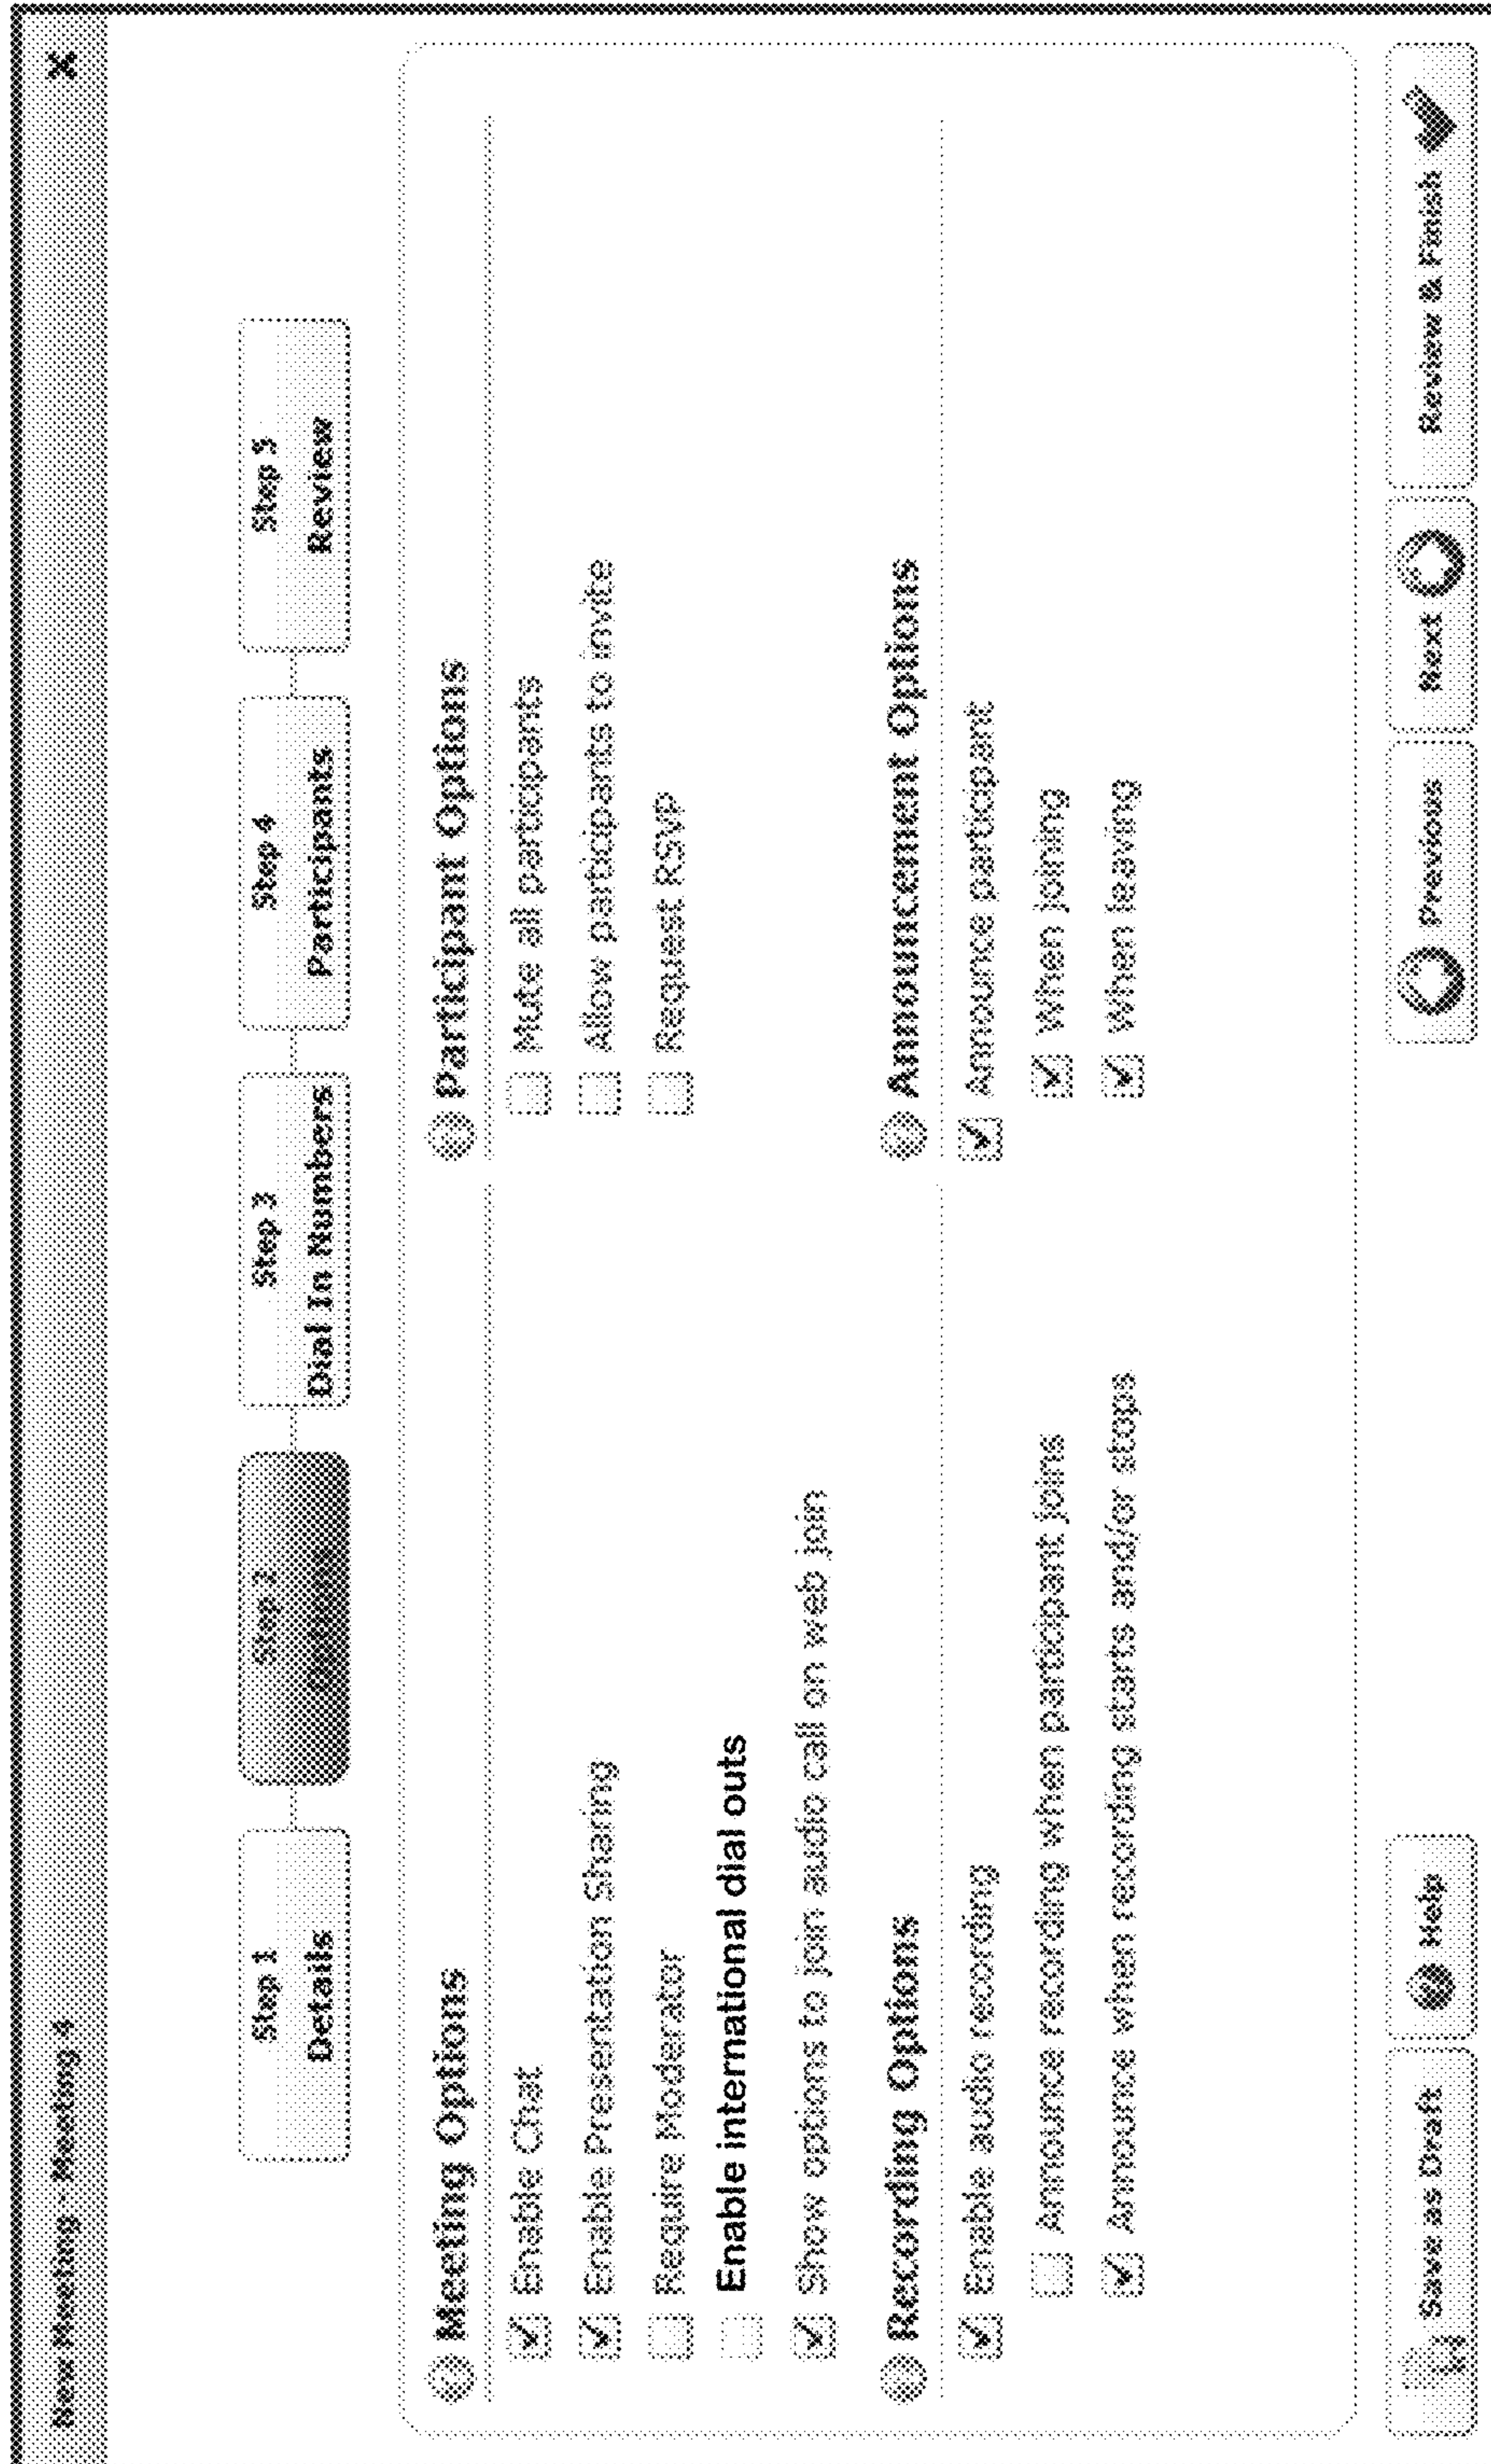 New Meeting - Meeting 4
X
Step 1
Details
Step 2
Step 3
Dial In Numbers
Step 4
Participants
Step 5
Review
Meeting Options
Enable Chat
Enable Presentation Sharing
Require Moderator
Enable international dial outs
Show options to join audio call on web join
Participant Options
Mute all participants
Allow participants to invite
Request RSVP
Recording Options
Enable audio recording
Announce recording when participant joins
Announce when recording starts and/or stops
Announcement Options
Announce participant
When joining
When leaving
Save as Draft
Help
Previous
Next
Review & Finish